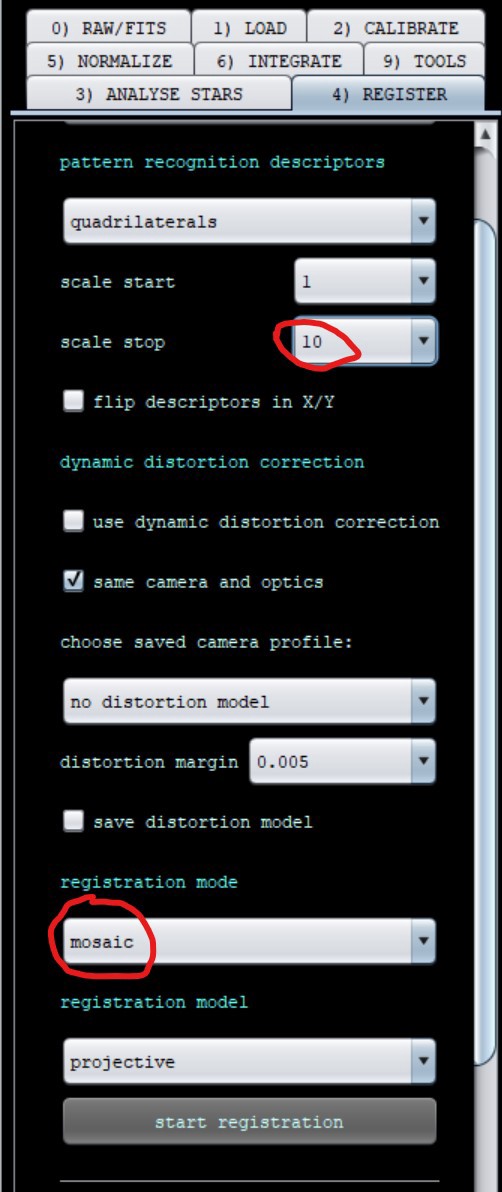 0) RAW/FITS 1) LOAD 2) CALIBRATE
5) NORMALIZE 6) INTEGRATE 9) TOOLS
3) ANALYSE STARS 4) REGISTER
pattern recognition descriptors
quadrilaterals
scale start 1
scale stop 10
flip descriptors in X/Y
dynamic distortion correction
use dynamic distortion correction
same camera and optics
choose saved camera profile:
no distortion model
distortion margin 0.005
save distortion model
registration mode
mosaic
registration model
projective
start registration